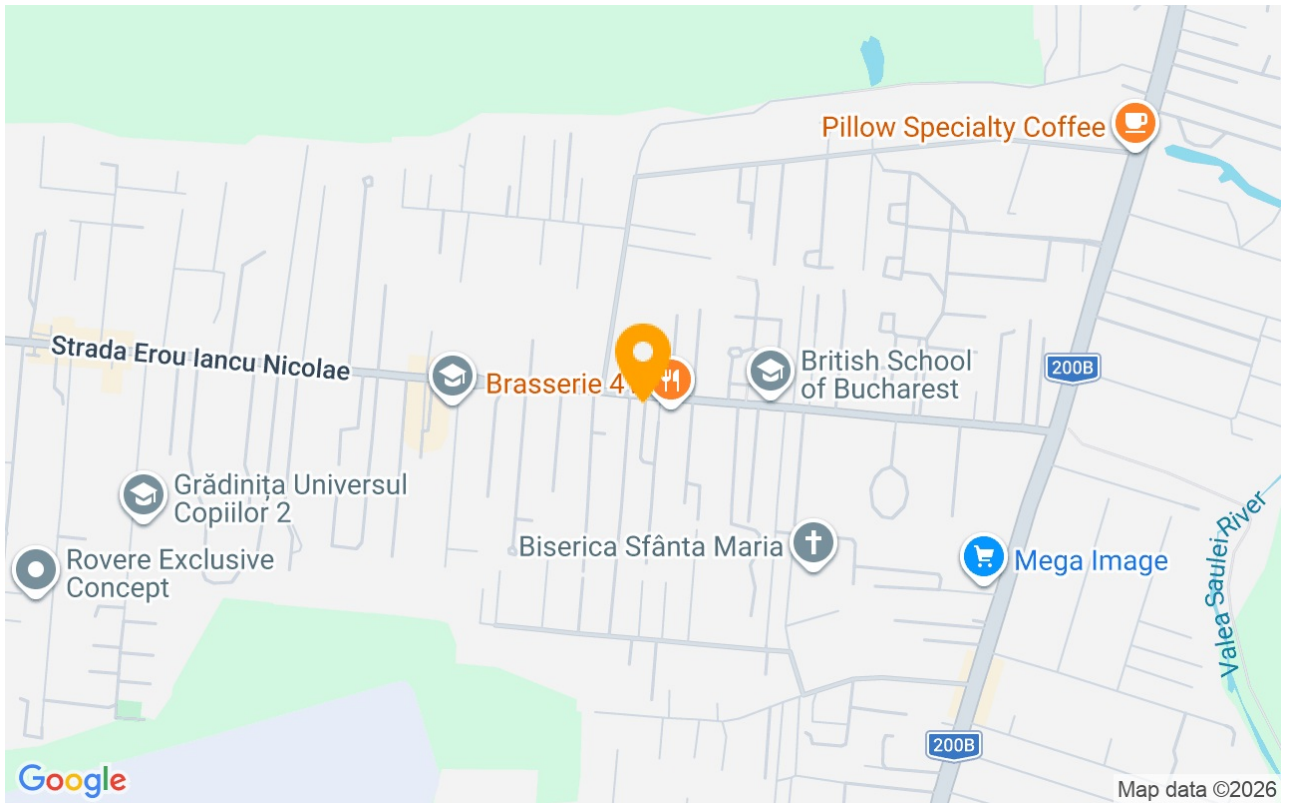 Pillow Specialty Coffee
Strada Erou Iancu Nicolae
Brasserie 4
British School
of Bucharest
200B
Grădinița Universul
Copiilor 2
Rovere Exclusive
Concept
Biserica Sfânta Maria
Mega Image
Valea Saulei River
200B
Google
Map data ©2026